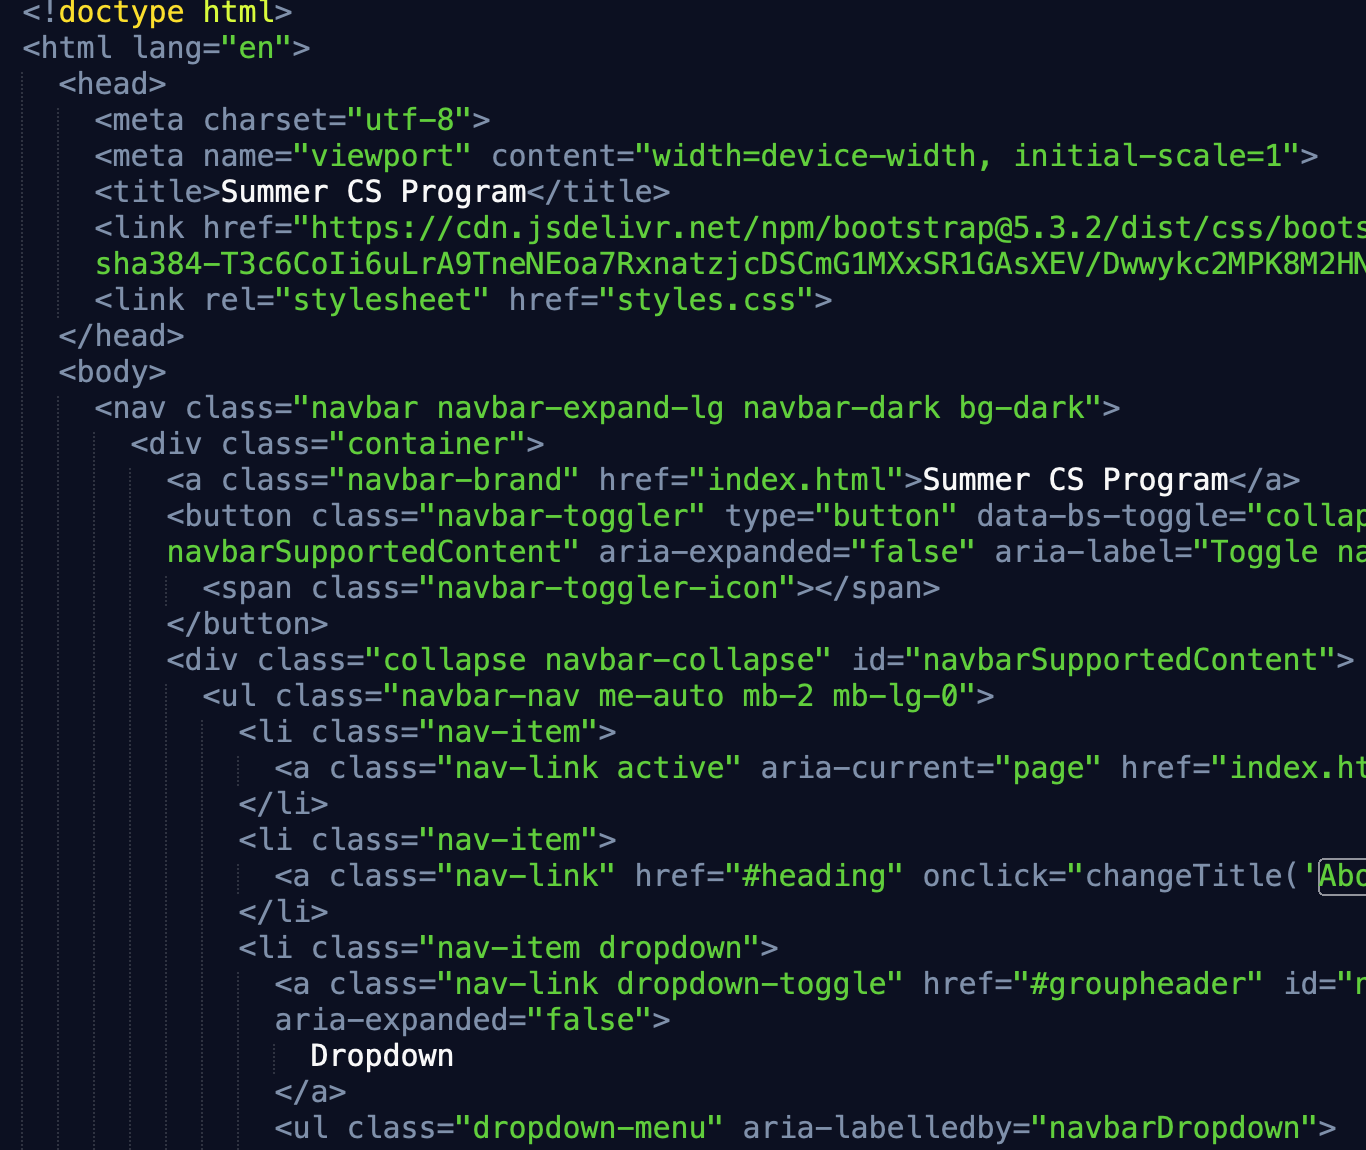 <!doctype html>
<html lang="en">
<head>
<meta charset="utf-8">
<meta name="viewport" content="width=device-width, initial-scale=1">
<title>Summer CS Program</title>
<link href="https://cdn.jsdelivr.net/npm/bootstrap@5.3.2/dist/css/boots
sha384-T3c6CoIi6uLrA9TneNEoa7RxnatzjcDSCmG1MXxSR1GAsXEV/Dwwykc2MPK8M2HN
<link rel="stylesheet" href="styles.css">
</head>
<body>
<nav class="navbar navbar-expand-lg navbar-dark bg-dark">
<div class="container">
<a class="navbar-brand" href="index.html">Summer CS Program</a>
<button class="navbar-toggler" type="button" data-bs-toggle="collap
navbarSupportedContent" aria-expanded="false" aria-label="Toggle na
<span class="navbar-toggler-icon"></span>
</button>
<div class="collapse navbar-collapse" id="navbarSupportedContent">
<ul class="navbar-nav me-auto mb-2 mb-lg-0">
<li class="nav-item">
<a class="nav-link active" aria-current="page" href="index.ht
</li>
<li class="nav-item">
<a class="nav-link" href="#heading" onclick="changeTitle('Abo
</li>
<li class="nav-item dropdown">
<a class="nav-link dropdown-toggle" href="#groupheader" id="n
aria-expanded="false">
Dropdown
</a>
<ul class="dropdown-menu" aria-labelledby="navbarDropdown">